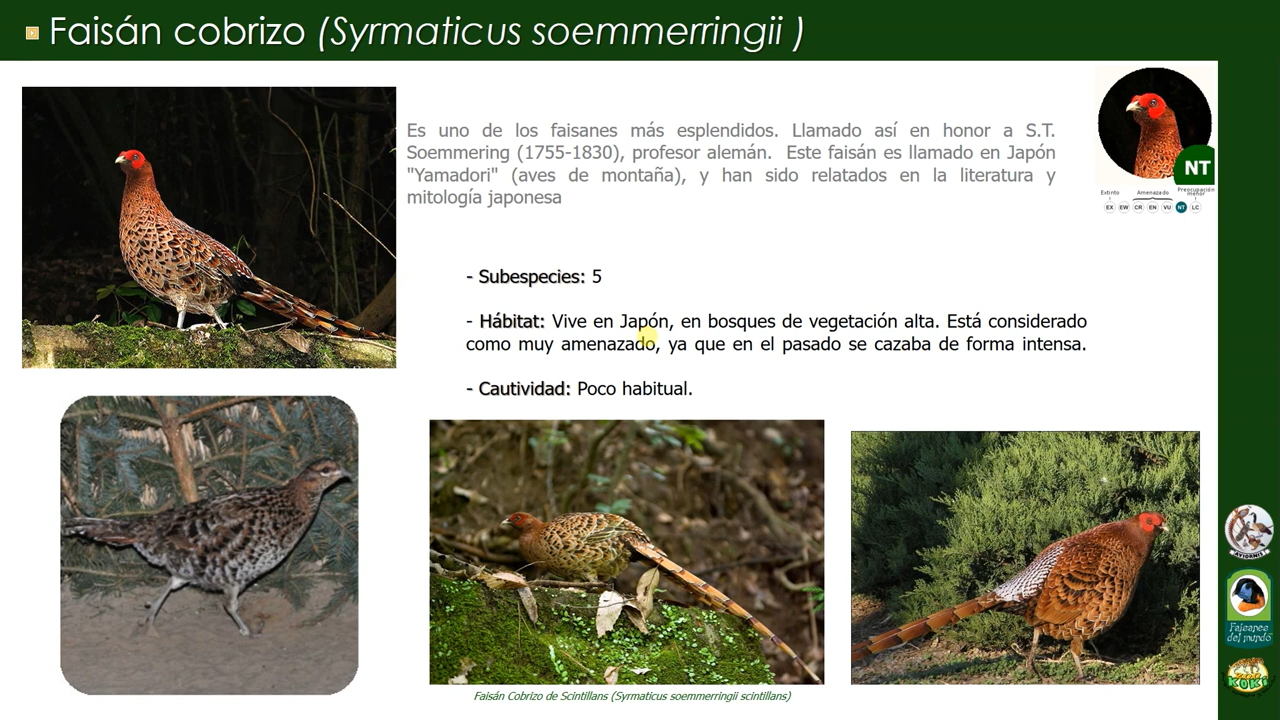 Faisán cobrizo (Syrmaticus soemmerringii )
Es uno de los faisanes más esplendidos. Llamado así en honor a S.T.
Soemmering (1755-1830), profesor alemán. Este faisán es llamado en Japón
"Yamadori" (aves de montaña), y han sido relatados en la literatura y
mitología japonesa
NT
Extinto Amenazado Preocupación menor
EX EW CR EN VU NT LC
- Subespecies: 5
- Hábitat: Vive en Japón, en bosques de vegetación alta. Está considerado
como muy amenazado, ya que en el pasado se cazaba de forma intensa.
- Cautividad: Poco habitual.
Faisán Cobrizo de Scintillans (Syrmaticus soemmerringii scintillans)
AVIORNIS
Faisanes
del mundo
ZOO
KOKI